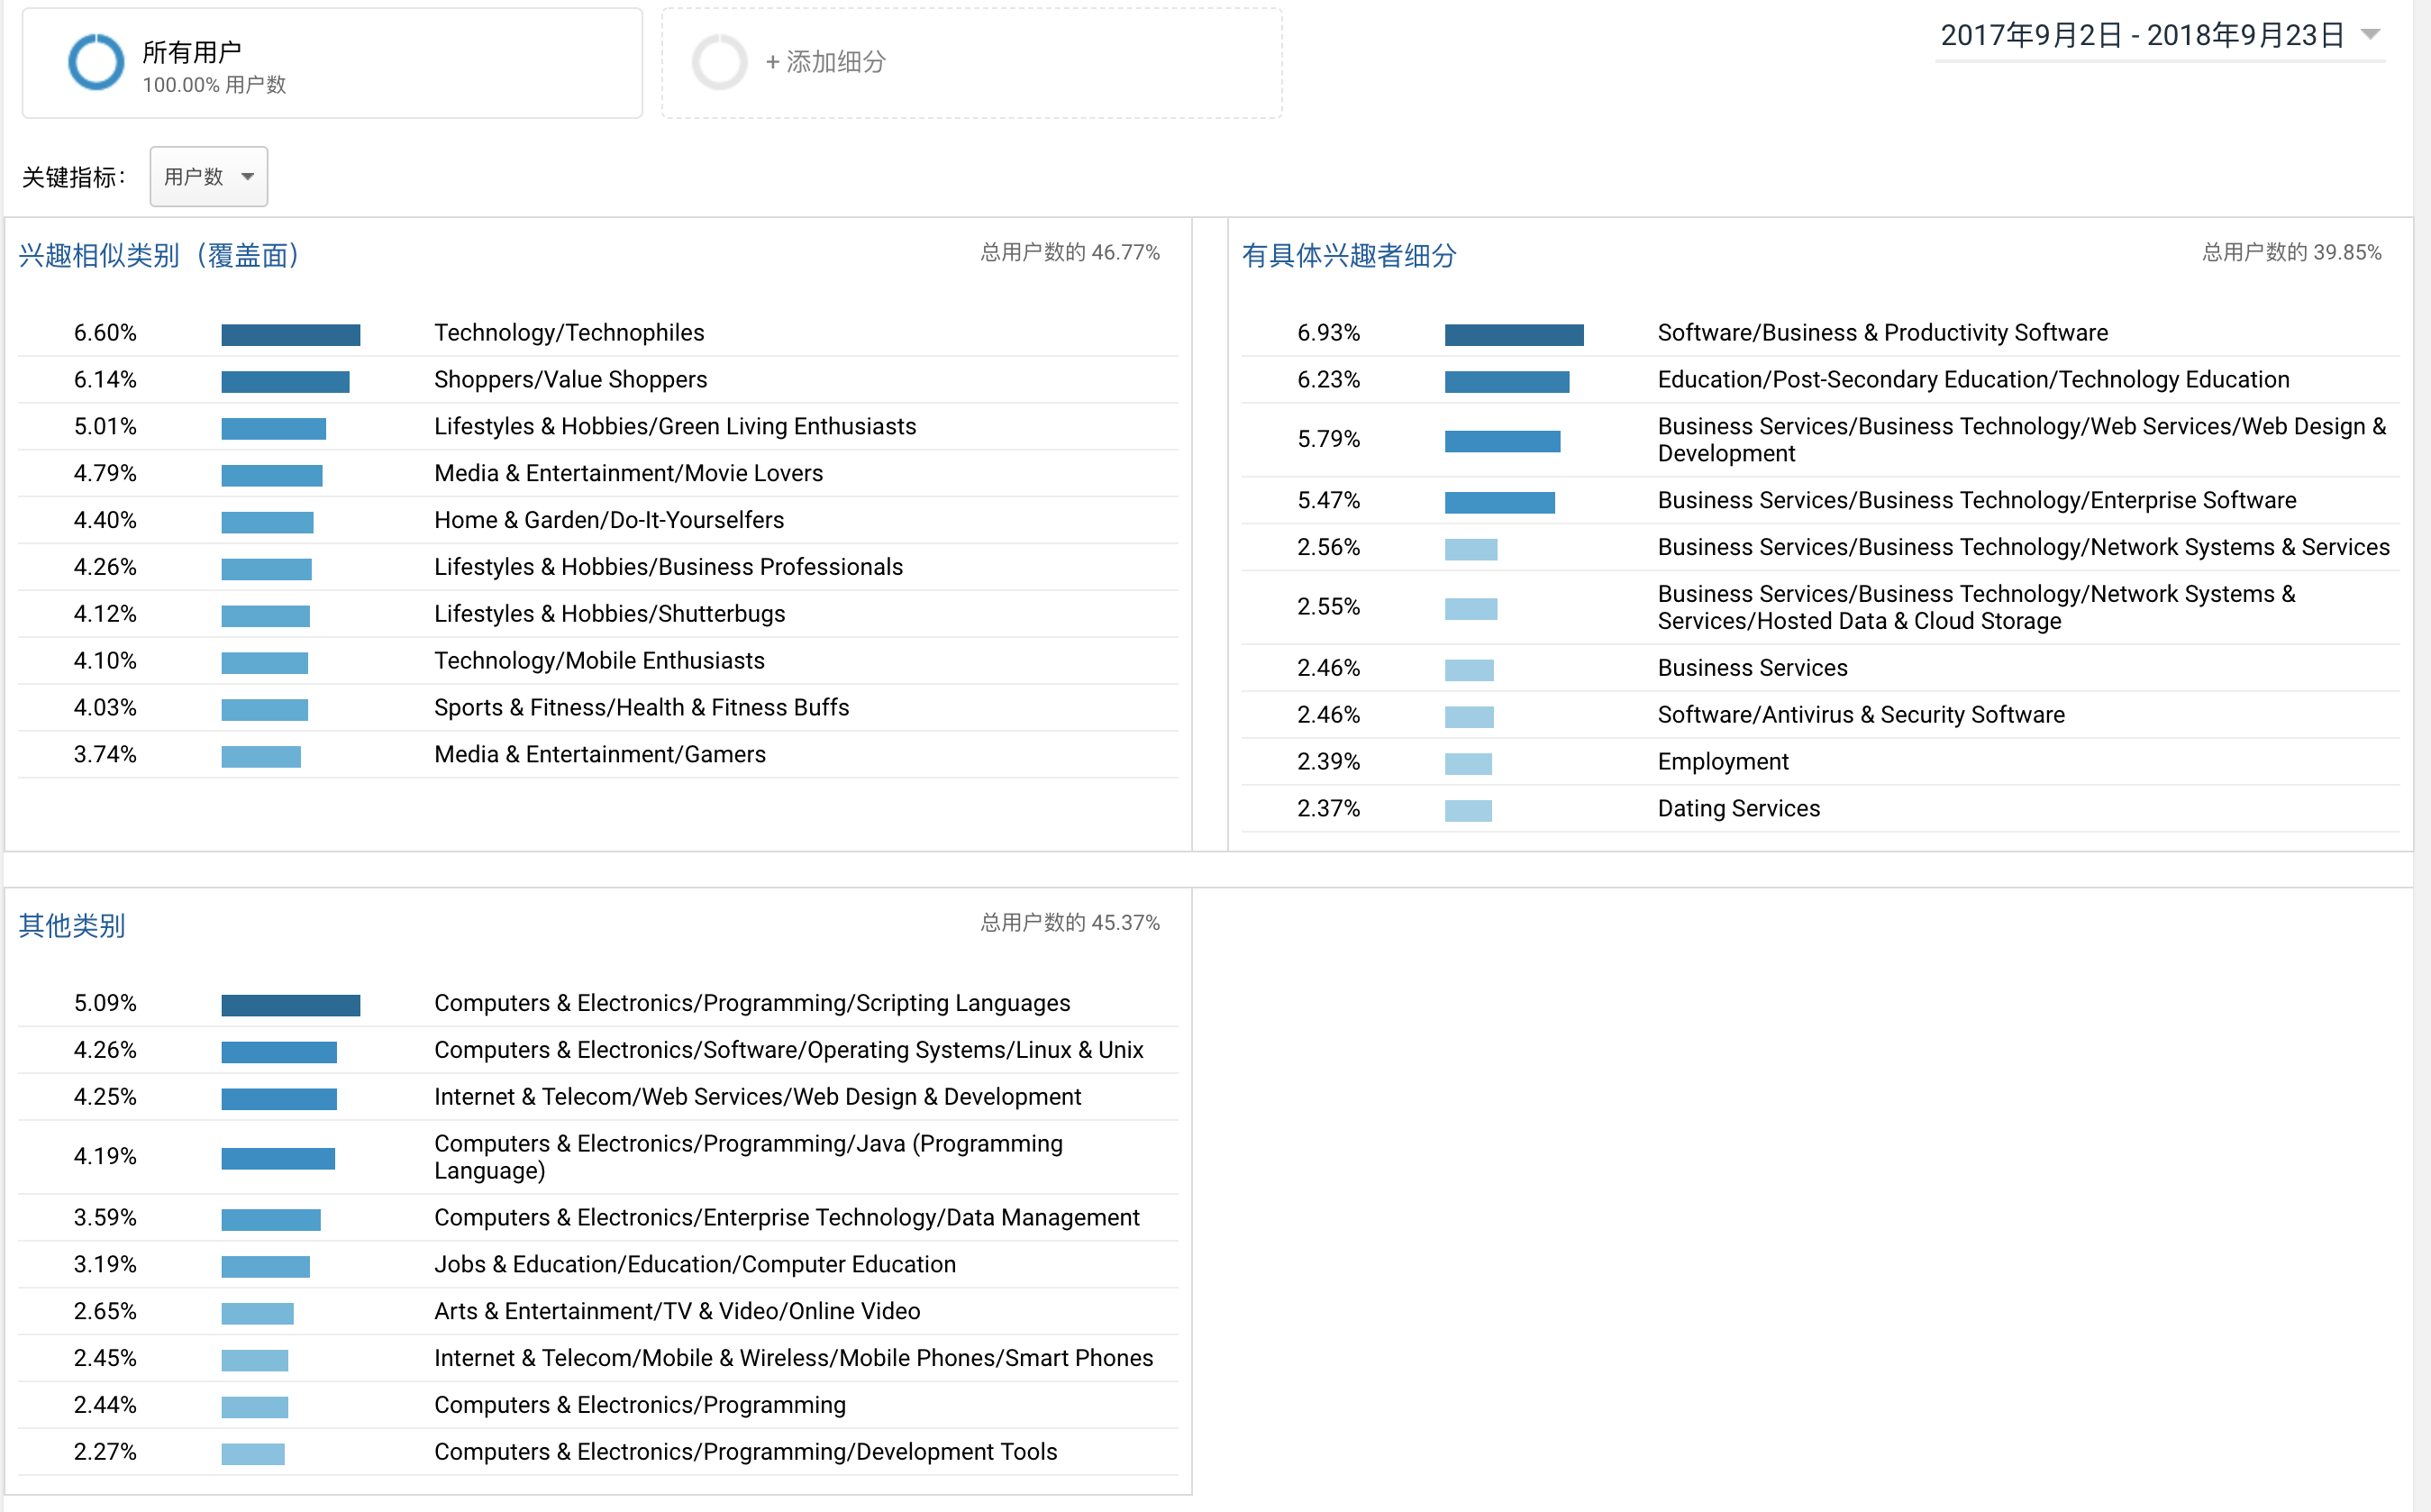 所有用户
100.00% 用户数
+ 添加细分
2017年9月2日 - 2018年9月23日
关键指标：
用户数
兴趣相似类别（覆盖面）
总用户数的 46.77%
6.60% Technology/Technophiles
6.14% Shoppers/Value Shoppers
5.01% Lifestyles & Hobbies/Green Living Enthusiasts
4.79% Media & Entertainment/Movie Lovers
4.40% Home & Garden/Do-It-Yourselfers
4.26% Lifestyles & Hobbies/Business Professionals
4.12% Lifestyles & Hobbies/Shutterbugs
4.10% Technology/Mobile Enthusiasts
4.03% Sports & Fitness/Health & Fitness Buffs
3.74% Media & Entertainment/Gamers
有具体兴趣者细分
总用户数的 39.85%
6.93% Software/Business & Productivity Software
6.23% Education/Post-Secondary Education/Technology Education
5.79% Business Services/Business Technology/Web Services/Web Design &
Development
5.47% Business Services/Business Technology/Enterprise Software
2.56% Business Services/Business Technology/Network Systems & Services
2.55% Business Services/Business Technology/Network Systems &
Services/Hosted Data & Cloud Storage
2.46% Business Services
2.46% Software/Antivirus & Security Software
2.39% Employment
2.37% Dating Services
其他类别
总用户数的 45.37%
5.09% Computers & Electronics/Programming/Scripting Languages
4.26% Computers & Electronics/Software/Operating Systems/Linux & Unix
4.25% Internet & Telecom/Web Services/Web Design & Development
4.19% Computers & Electronics/Programming/Java (Programming
Language)
3.59% Computers & Electronics/Enterprise Technology/Data Management
3.19% Jobs & Education/Education/Computer Education
2.65% Arts & Entertainment/TV & Video/Online Video
2.45% Internet & Telecom/Mobile & Wireless/Mobile Phones/Smart Phones
2.44% Computers & Electronics/Programming
2.27% Computers & Electronics/Programming/Development Tools